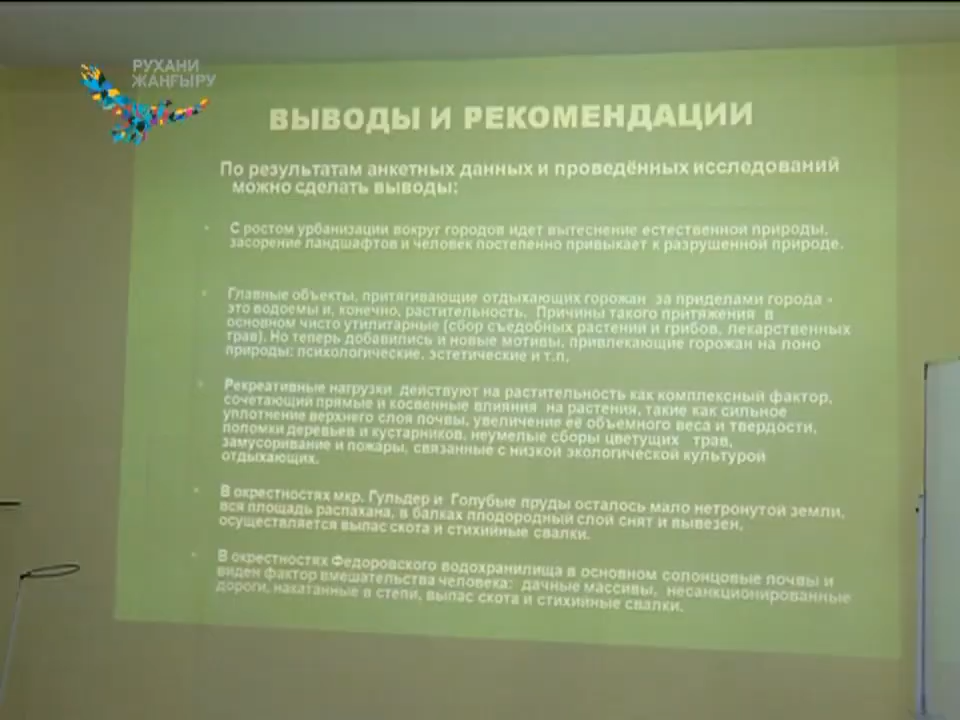 РУХАНИ
ЖАҢҒЫРУ
ВЫВОДЫ И РЕКОМЕНДАЦИИ
По результатам анкетных данных и проведённых исследований
можно сделать выводы:
С ростом урбанизации вокруг городов идет вытеснение естественной природы,
засорение ландшафтов и человек постепенно привыкает к разрушенной природе.
Главные объекты, притягивающие отдыхающих горожан за приделами города -
это водоемы и, конечно, растительность. Причины такого притяжения в
основном чисто утилитарные (сбор съедобных растений и грибов, лекарственных
трав). Но теперь добавились и новые мотивы, привлекающие горожан на лоно
природы: психологические, эстетические и т.п.
Рекреативные нагрузки действуют на растительность как комплексный фактор,
сочетающий прямые и косвенные влияния на растения, такие как сильное
уплотнение верхнего слоя почвы, увеличение её объемного веса и твердости,
поломки деревьев и кустарников, неумелые сборы цветущих трав,
замусоривание и пожары, связанные с низкой экологической культурой
отдыхающих.
В окрестностях мкр. Гульдер и Голубые пруды осталось мало нетронутой земли,
вся площадь распахана, в балках плодородный слой снят и вывезен,
осуществляется выпас скота и стихийные свалки.
В окрестностях Федоровского водохранилища в основном солонцовые почвы и
виден фактор вмешательства человека: дачные массивы, несанкционированные
дороги, накатанные в степи, выпас скота и стихийные свалки.